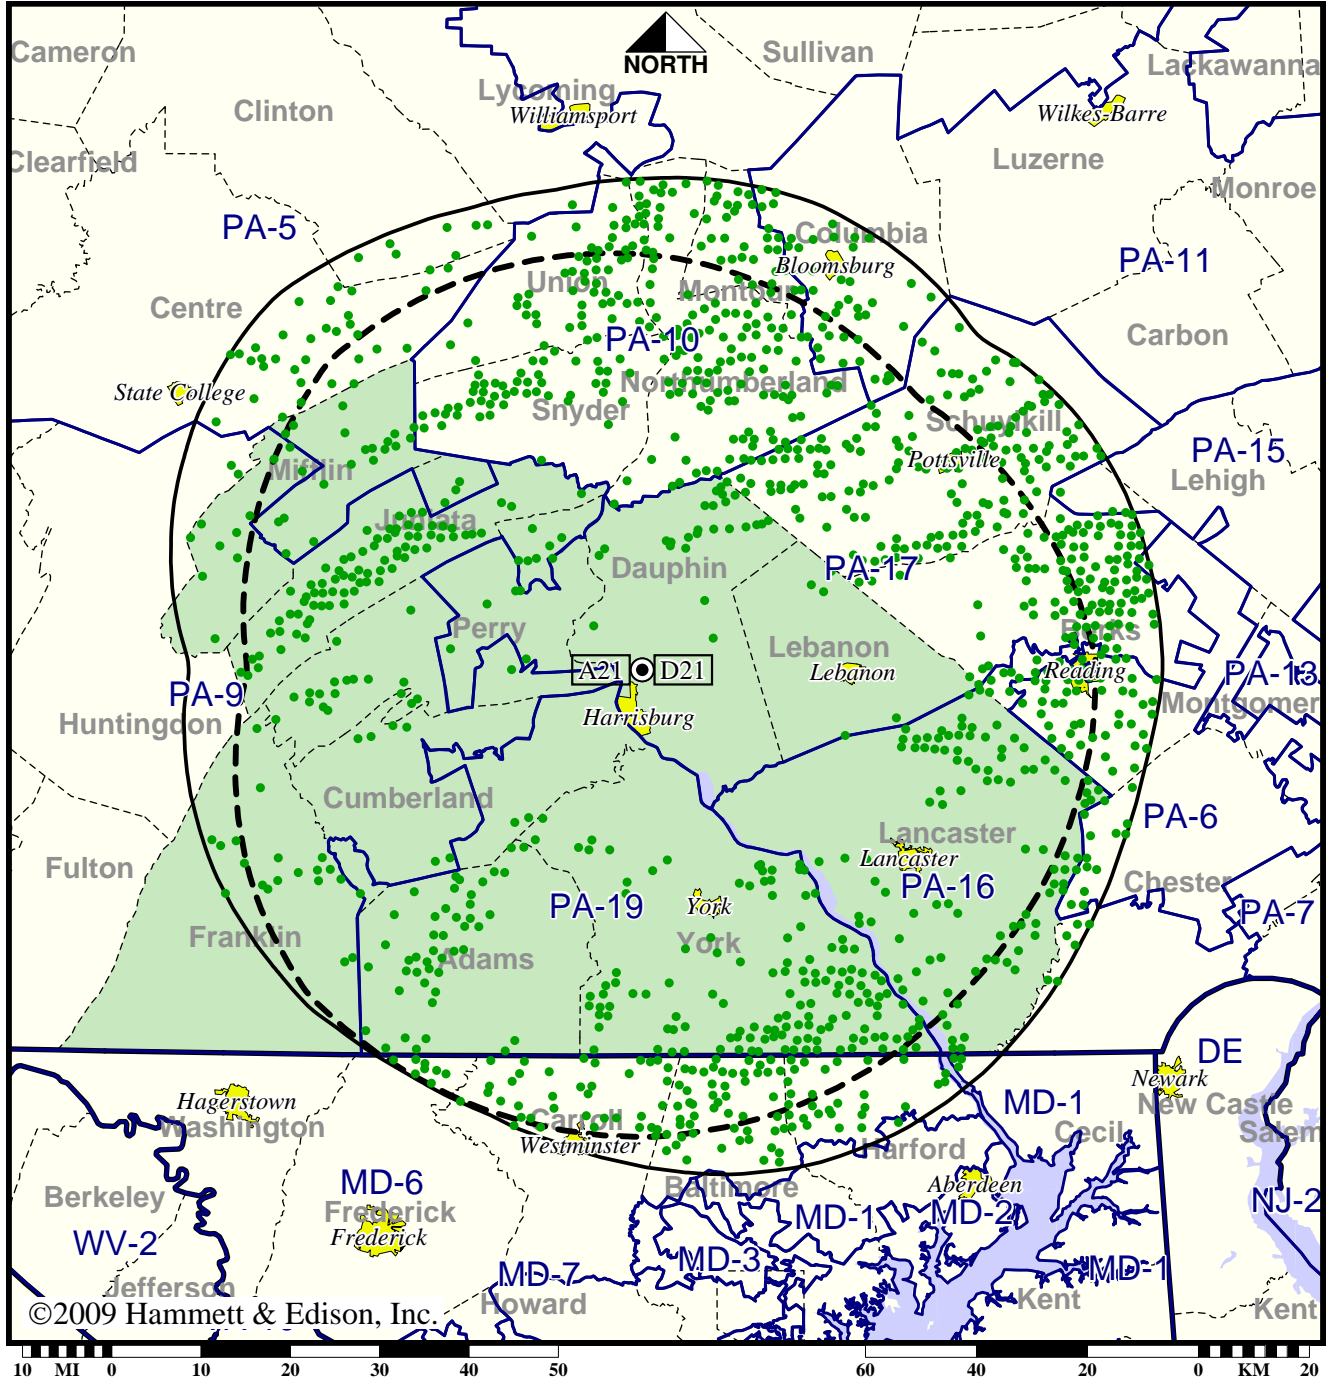 Cameron
Sullivan
NORTH
Lackawanna
Lycoming
Clinton
Williamsport
Wilkes-Barre
Clearfield
Luzerne
Monroe
PA-5
Columbia
PA-11
Bloomsburg
Union
Montour
Centre
Carbon
PA-10
State College
Northumberland
Snyder
Schuylkill
PA-15
Pottsville
Mifflin
Lehigh
Juniata
Dauphin
PA-17
Perry
Berks
Lebanon
A21
D21
Lebanon
Reading
PA-13
PA-9
Montgomer
Harrisburg
Huntingdon
Cumberland
PA-6
Lancaster
Lancaster
Fulton
PA-16
Chester
PA-19
York
PA-7
Franklin
York
Adams
DE
Newark
Hagerstown
MD-1
New Castle
Washington
Carroll
Cecil
Salem
Westminster
Harford
MD-6
Baltimore
Aberdeen
Berkeley
NJ-2
Frederick
MD-1
MD-2
Frederick
WV-2
MD-3
MD-1
MD-7
Jefferson
Howard
Kent
Kent
©2009 Hammett & Edison, Inc.
10 MI 0 10 20 30 40 50 60 40 20 0 KM 20